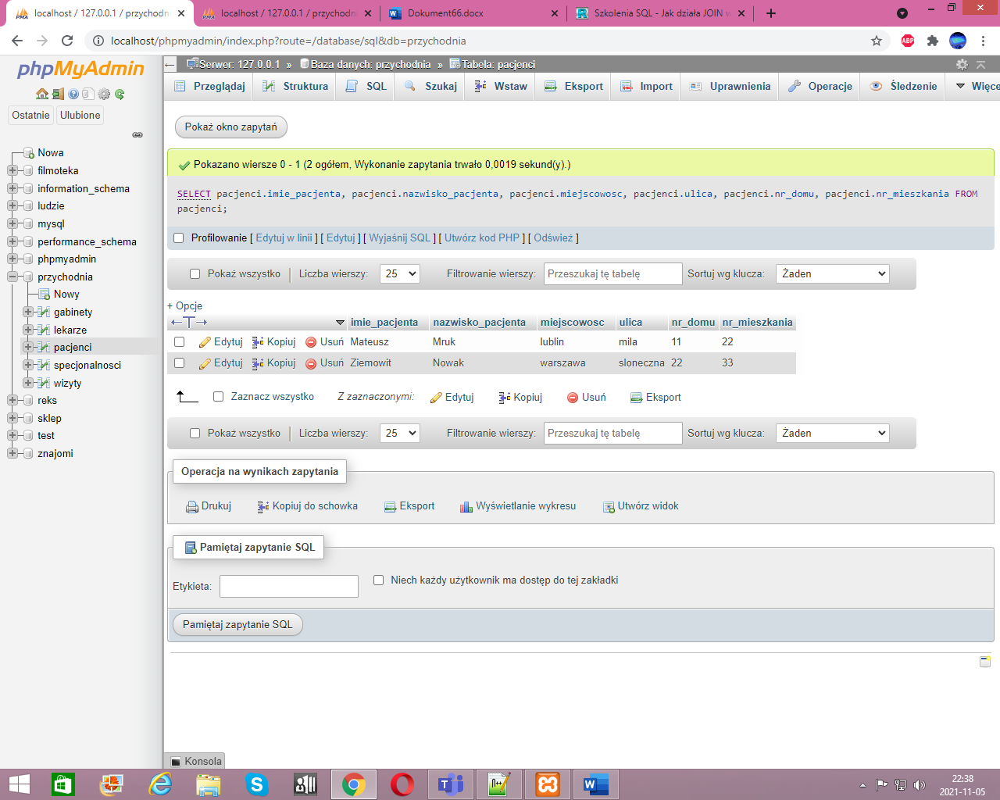 localhost / 127.0.0.1 / przychodni
localhost / 127.0.0.1 / przychodni
Dokument66.docx
Szkolenia SQL - Jak działa JOIN w
localhost/phpmyadmin/index.php?route=/database/sql&db=przychodnia
phpMyAdmin
Ostatnie
Ulubione
Nowa
filmoteka
information_schema
ludzie
mysql
performance_schema
phpmyadmin
przychodnia
Nowy
gabinety
lekarze
pacjenci
specjonalnosci
wizyty
reks
sklep
test
znajomi
Serwer: 127.0.0.1 » Baza danych: przychodnia » Tabela: pacjenci
Przeglądaj Struktura SQL Szukaj Wstaw Eksport Import Uprawnienia Operacje Śledzenie Więce
Pokaż okno zapytań
Pokazano wiersze 0 - 1 (2 ogółem, Wykonanie zapytania trwało 0,0019 sekund(y).)
SELECT pacjenci.imie_pacjenta, pacjenci.nazwisko_pacjenta, pacjenci.miejscowosc, pacjenci.ulica, pacjenci.nr_domu, pacjenci.nr_mieszkania FROM
pacjenci;
Profilowanie [ Edytuj w linii ] [ Edytuj ] [ Wyjaśnij SQL ] [ Utwórz kod PHP ] [ Odśwież ]
Pokaż wszystko Liczba wierszy: 25 Filtrowanie wierszy: Przeszukaj tę tabelę Sortuj wg klucza: Żaden
+ Opcje
imie_pacjenta nazwisko_pacjenta miejscowosc ulica nr_domu nr_mieszkania
Edytuj Kopiuj Usuń Mateusz Mruk lublin mila 11 22
Edytuj Kopiuj Usuń Ziemowit Nowak warszawa sloneczna 22 33
Zaznacz wszystko Z zaznaczonymi: Edytuj Kopiuj Usuń Eksport
Pokaż wszystko Liczba wierszy: 25 Filtrowanie wierszy: Przeszukaj tę tabelę Sortuj wg klucza: Żaden
Operacja na wynikach zapytania
Drukuj Kopiuj do schowka Eksport Wyświetlanie wykresu Utwórz widok
Pamiętaj zapytanie SQL
Etykieta: Niech każdy użytkownik ma dostęp do tej zakładki
Pamiętaj zapytanie SQL
Konsola
22:38
2021-11-05